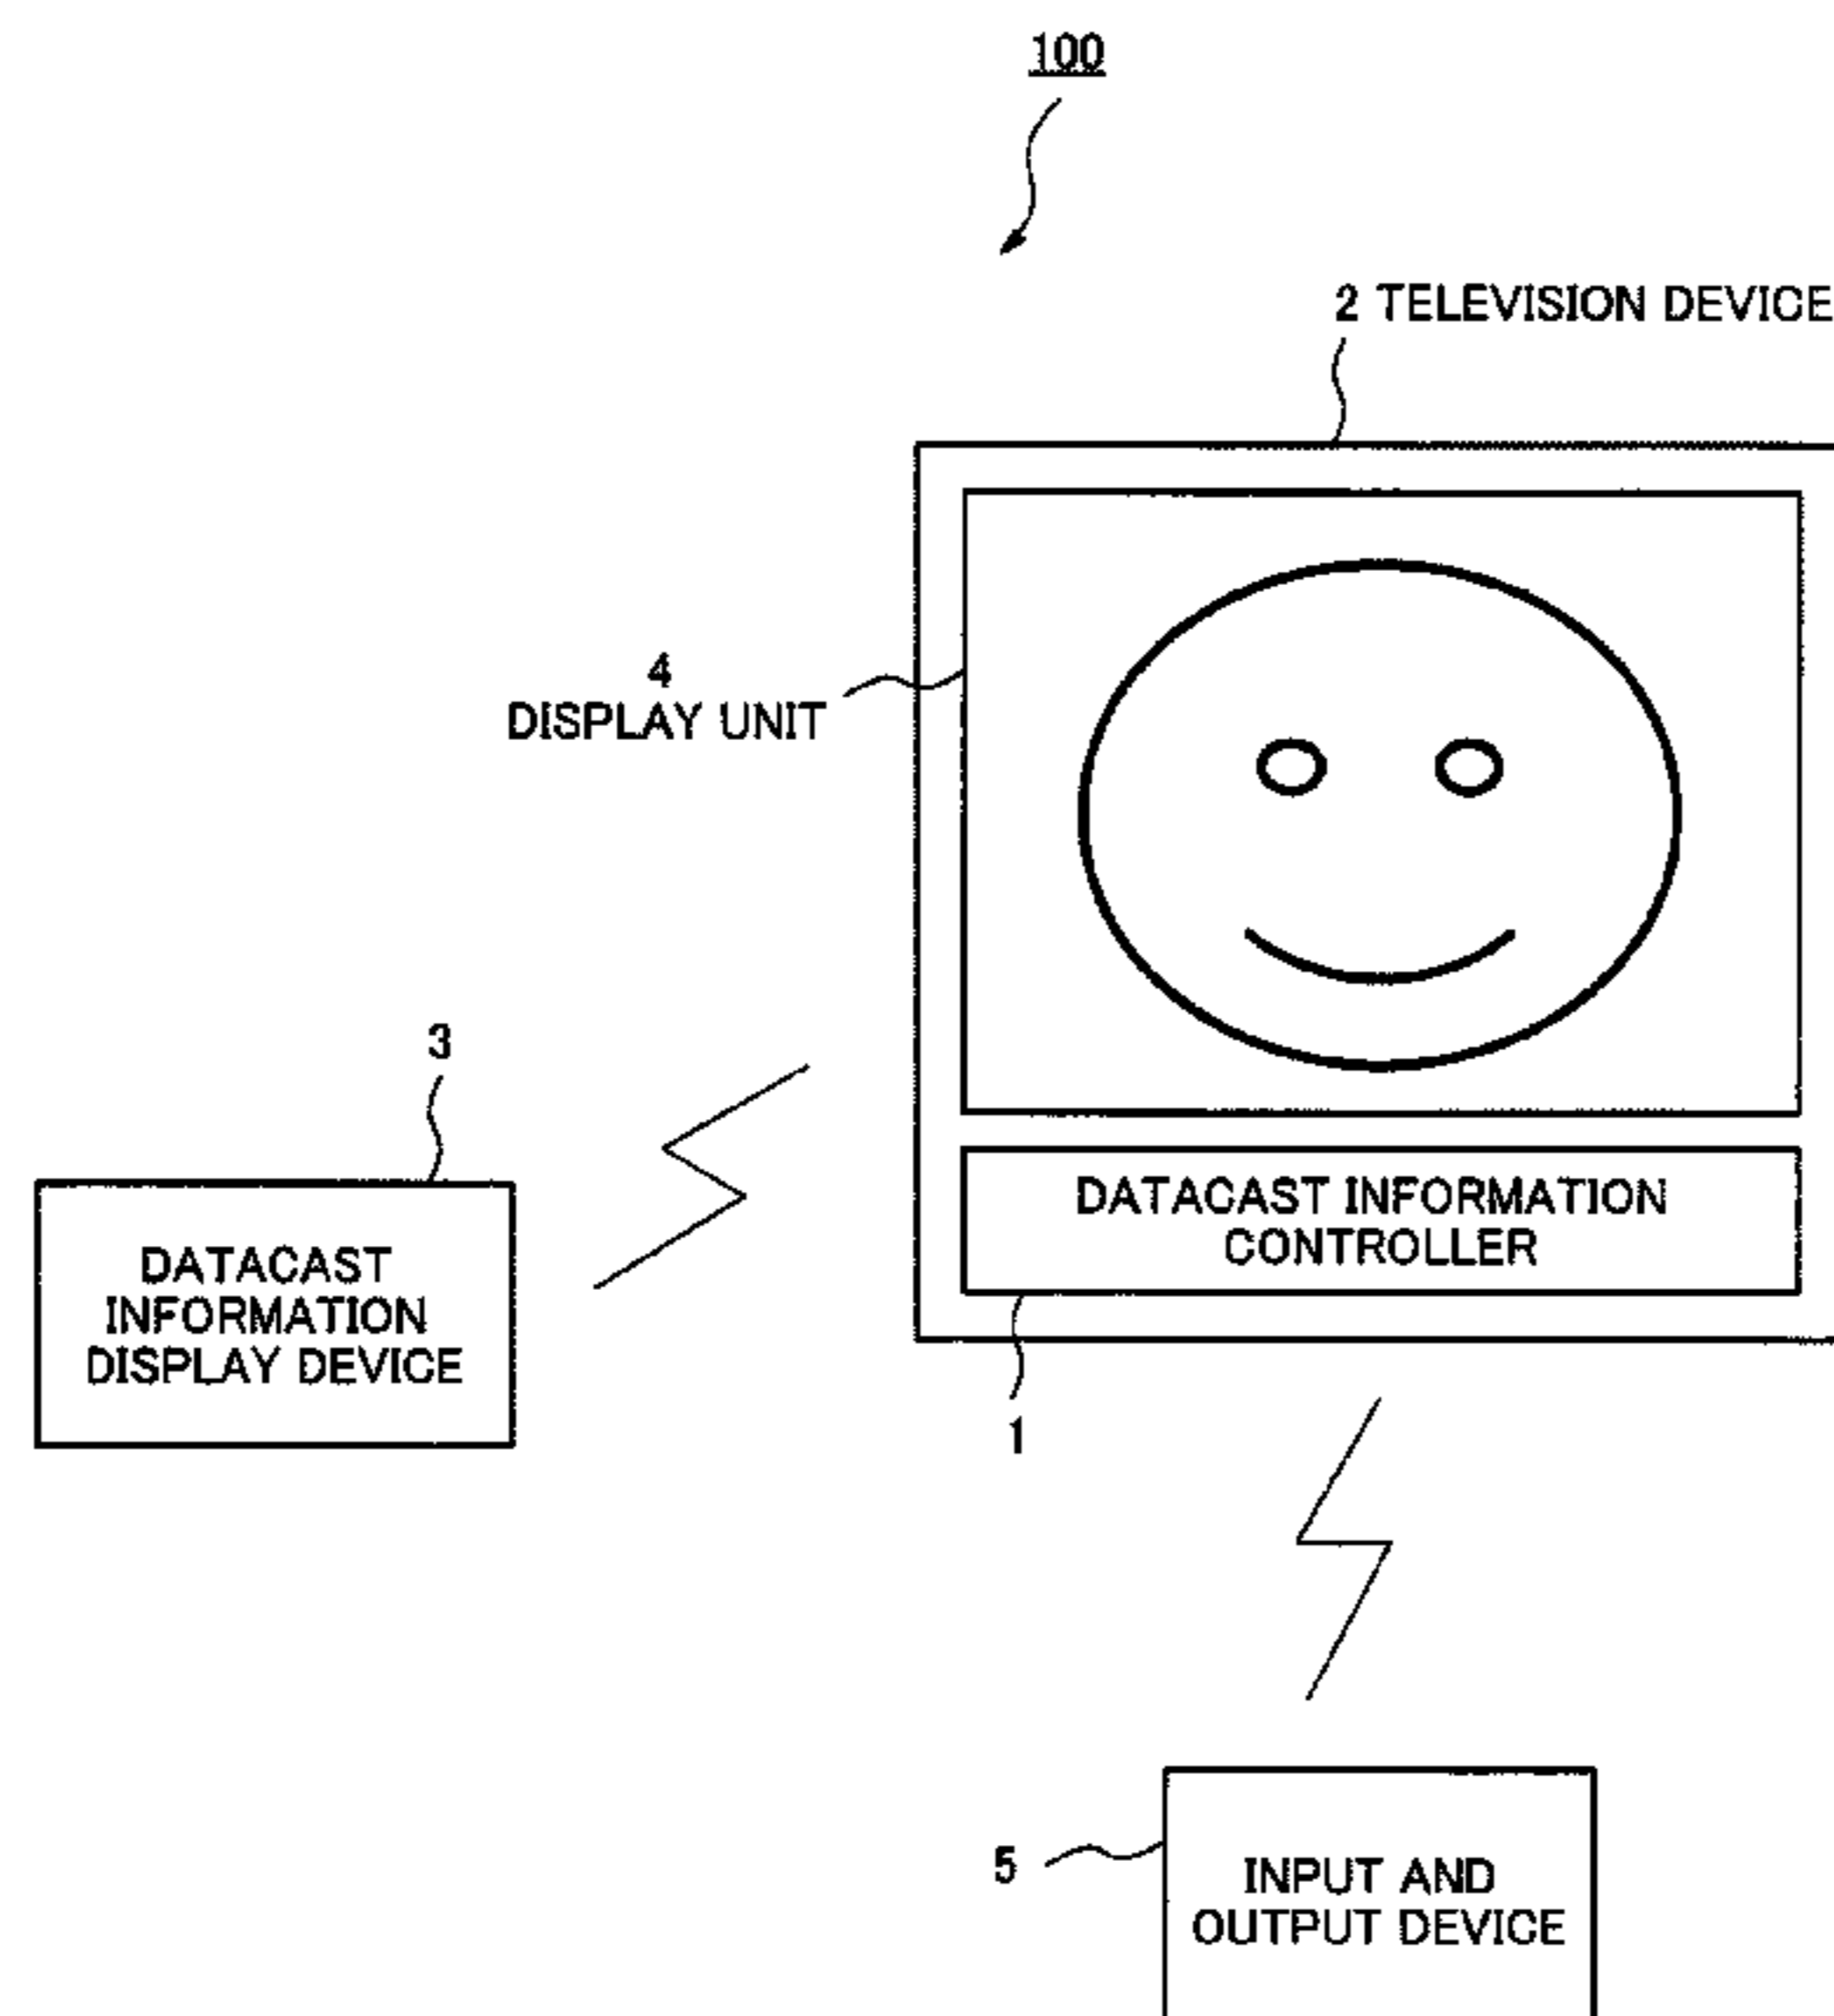 100
2 TELEVISION DEVICE
4
DISPLAY UNIT
3
DATACAST
INFORMATION
DISPLAY DEVICE
DATACAST INFORMATION
CONTROLLER
1
5
INPUT AND
OUTPUT DEVICE